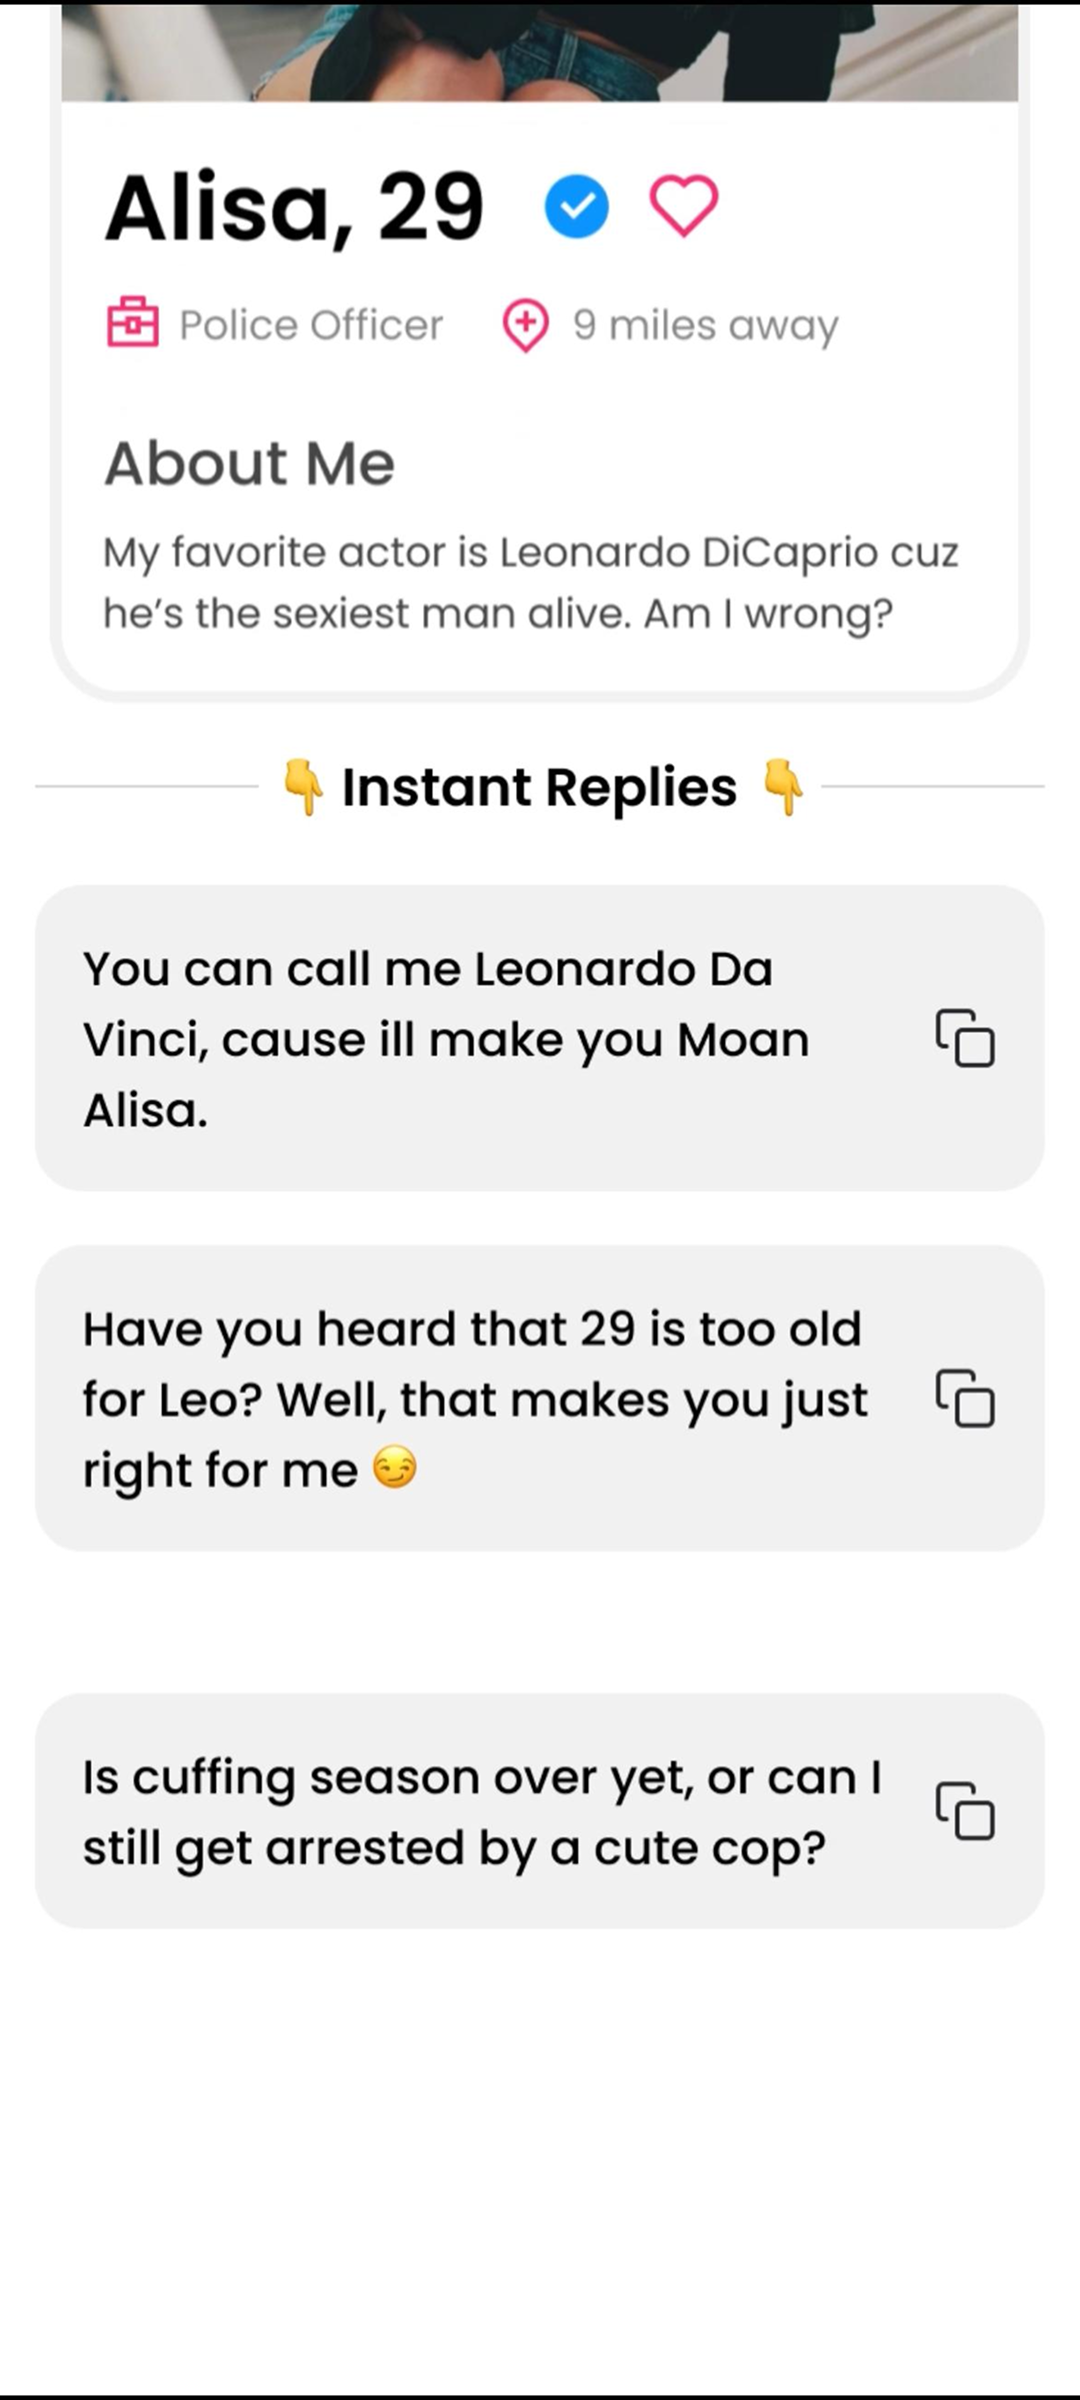 Alisa, 29
Police Officer 9 miles away
About Me
My favorite actor is Leonardo DiCaprio cuz
he's the sexiest man alive. Am I wrong?
👇 Instant Replies 👇
You can call me Leonardo Da
Vinci, cause ill make you Moan
Alisa.
Have you heard that 29 is too old
for Leo? Well, that makes you just
right for me 😏
Is cuffing season over yet, or can I
still get arrested by a cute cop?